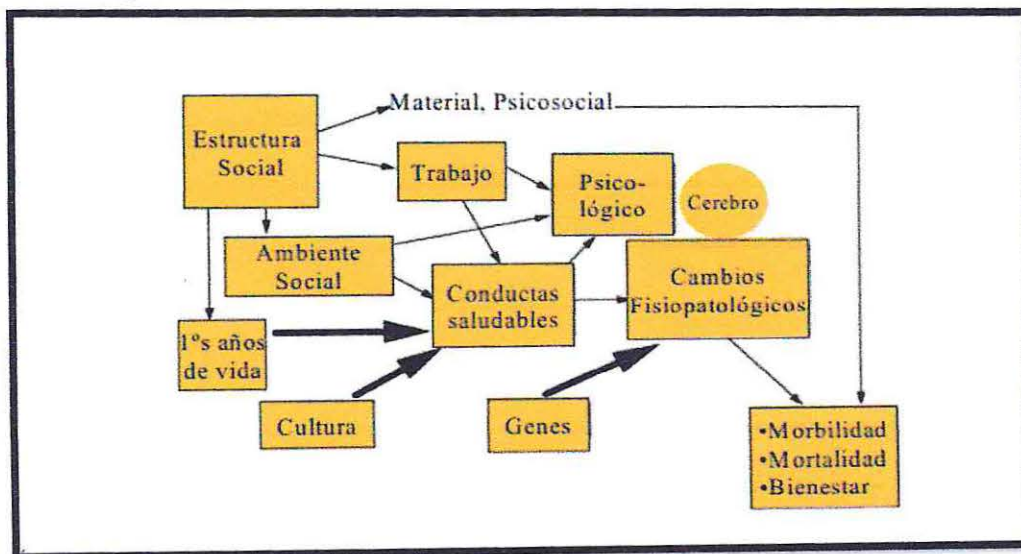 Material, Psicosocial
Estructura
Social
Trabajo
Psico-
lógico
Cerebro
Ambiente
Social
Conductas
saludables
Cambios
Fisiopatológicos
1ºs años
de vida
Cultura
Genes
•Morbilidad
•Mortalidad
•Bienestar